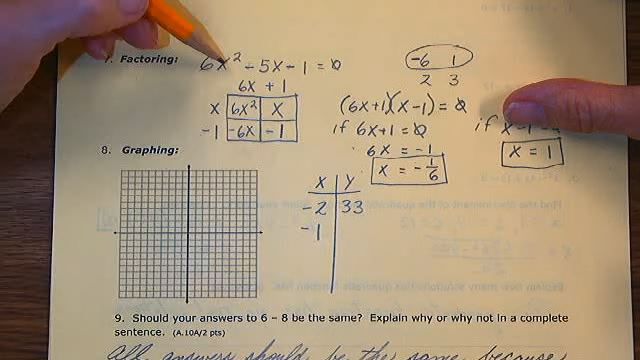 7. Factoring: 6x² - 5x - 1 = 0
-6 1
2 3
6x + 1
x 6x² x
-1 -6x -1
(6x+1)(x-1) = 0
if 6x+1 = 0
6x = -1
x = -1/6
if x - 1 =
x = 1
8. Graphing:
x y
-2 33
-1
9. Should your answers to 6 – 8 be the same? Explain why or why not in a complete
sentence. (A.10A/2 pts)
All answers should be the same, because